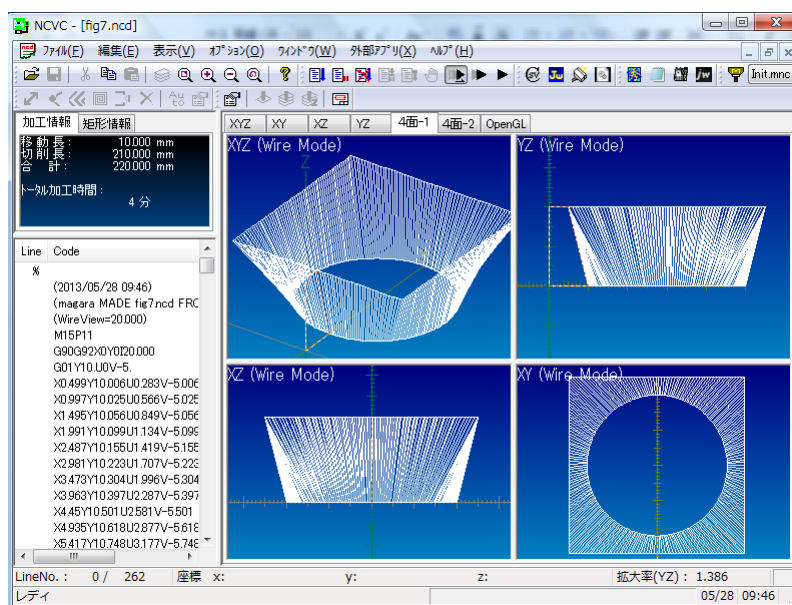 NCVC - [fig7.ncd]
ファイル(F) 編集(E) 表示(V) オプション(O) ウィンドウ(W) 外部アプリ(X) ヘルプ(H)
Init.mnc
Auto
加工情報 矩形情報
XYZ XY XZ YZ 4面-1 4面-2 OpenGL
移動長: 10.000 mm
切削長: 210.000 mm
合 計: 220.000 mm
トータル加工時間:
4 分
XYZ (Wire Mode)
Z
YZ (Wire Mode)
XZ (Wire Mode)
XY (Wire Mode)
Line Code
%
(2013/05/28 09:46)
(magara MADE fig7.ncd FRO
(WireView=20.000)
M15P11
G90G92X0Y0I20.000
G01Y10.U0V-5.
X0.499Y10.006U0.283V-5.006
X0.997Y10.025U0.566V-5.025
X1.495Y10.056U0.849V-5.056
X1.991Y10.099U1.134V-5.099
X2.487Y10.155U1.419V-5.155
X2.981Y10.223U1.707V-5.223
X3.473Y10.304U1.996V-5.304
X3.963Y10.397U2.287V-5.397
X4.45Y10.501U2.581V-5.501
X4.935Y10.618U2.877V-5.618
X5.417Y10.748U3.177V-5.748
LineNo. : 0 / 262 座標 x: y: z: 拡大率(YZ) : 1.386
レディ 05/28 09:46